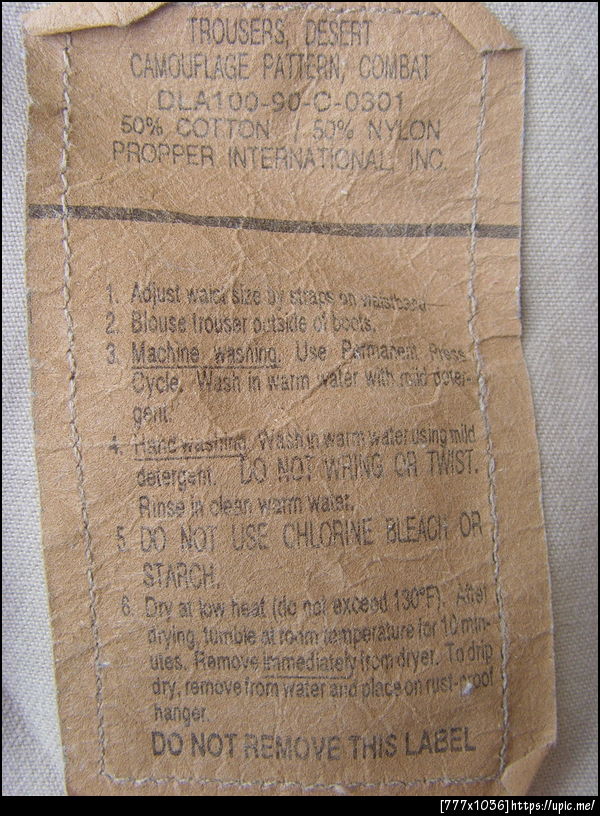 TROUSERS, DESERT
CAMOUFLAGE PATTERN, COMBAT
DLA100-90-C-0301
50% COTTON / 50% NYLON
PROPPER INTERNATIONAL, INC.
1. Adjust waist size by straps on waistband
2. Blouse trouser outside of boots.
3. Machine washing. Use Permanent Press
Cycle. Wash in warm water with mild deter-
gent.
4. Hand washing. Wash in warm water using mild
detergent. DO NOT WRING OR TWIST.
Rinse in clean warm water.
5. DO NOT USE CHLORINE BLEACH OR
STARCH.
6. Dry at low heat (do not exceed 130°F). After
drying, tumble at room temperature for 10 min-
utes. Remove immediately from dryer. To drip
dry, remove from water and place on rust-proof
hanger.
DO NOT REMOVE THIS LABEL
[777x1036]https://upic.me/